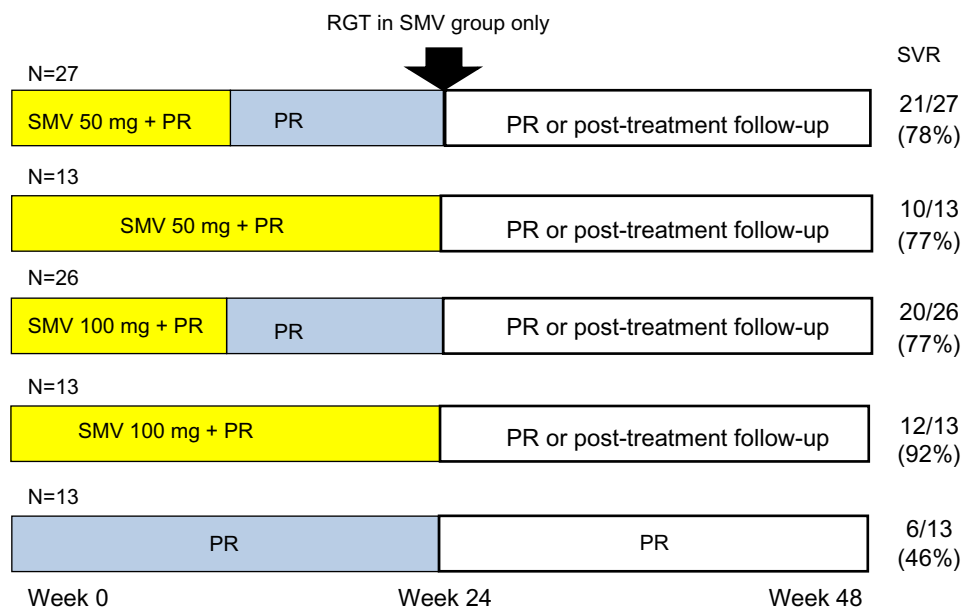 RGT in SMV group only
SVR
N=27
SMV 50 mg + PR
PR
PR or post-treatment follow-up
21/27
(78%)
N=13
SMV 50 mg + PR
PR or post-treatment follow-up
10/13
(77%)
N=26
SMV 100 mg + PR
PR
PR or post-treatment follow-up
20/26
(77%)
N=13
SMV 100 mg + PR
PR or post-treatment follow-up
12/13
(92%)
N=13
PR
PR
6/13
(46%)
Week 0
Week 24
Week 48